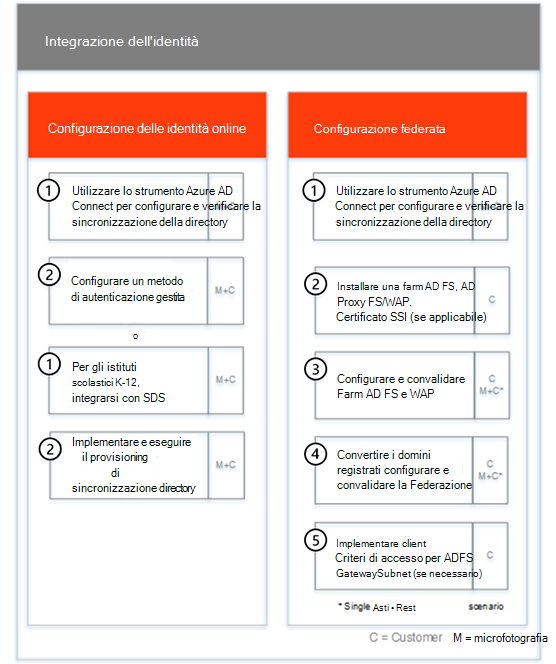 Integrazione dell'identità
Configurazione delle identità online
1
Utilizzare lo strumento Azure AD
Connect per configurare e verificare la
sincronizzazione della directory
2
Configurare un metodo
di autenticazione gestita
M+C
o
1
Per gli istituti
scolastici K-12,
integrarsi con SDS
M+C
2
Implementare e eseguire
il provisioning
di
sincronizzazione directory
M+C
Configurazione federata
1
Utilizzare lo strumento Azure AD
Connect per configurare e verificare la
sincronizzazione della directory
2
Installare una farm AD FS, AD
Proxy FS/WAP.
Certificato SSI (se applicabile)
C
3
Configurare e convalidare
Farm AD FS e WAP
C
M+C*
4
Convertire i domini
registrati configurare e
convalidare la Federazione
C
M+C*
5
Implementare client
Criteri di accesso per ADFS
GatewaySubnet (se necessario)
C
* Single Asti • Rest scenario
C = Customer M = microfotografia